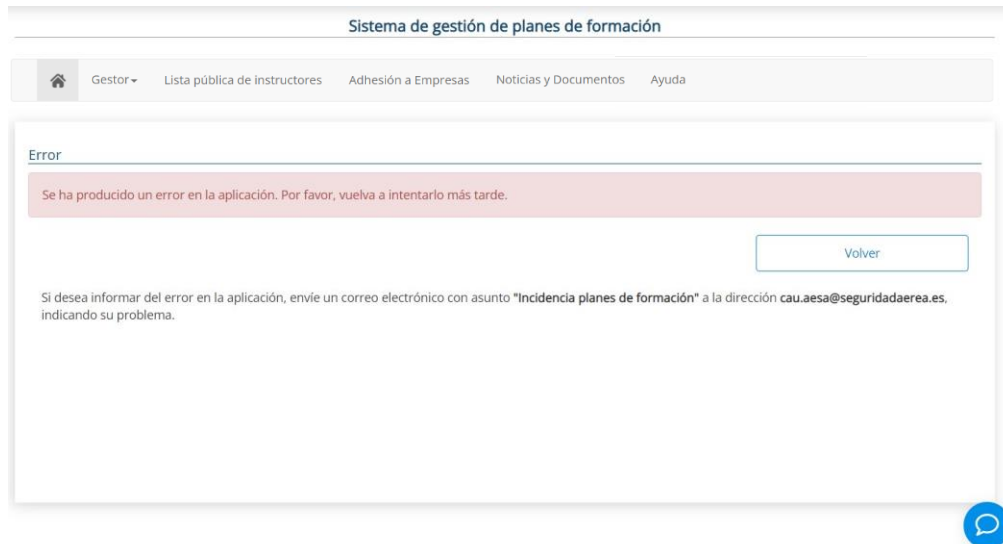 Sistema de gestión de planes de formación
Gestor
Lista pública de instructores
Adhesión a Empresas
Noticias y Documentos
Ayuda
Error
Se ha producido un error en la aplicación. Por favor, vuelva a intentarlo más tarde.
Volver
Si desea informar del error en la aplicación, envíe un correo electrónico con asunto "Incidencia planes de formación" a la dirección cau.aesa@seguridadaerea.es,
indicando su problema.